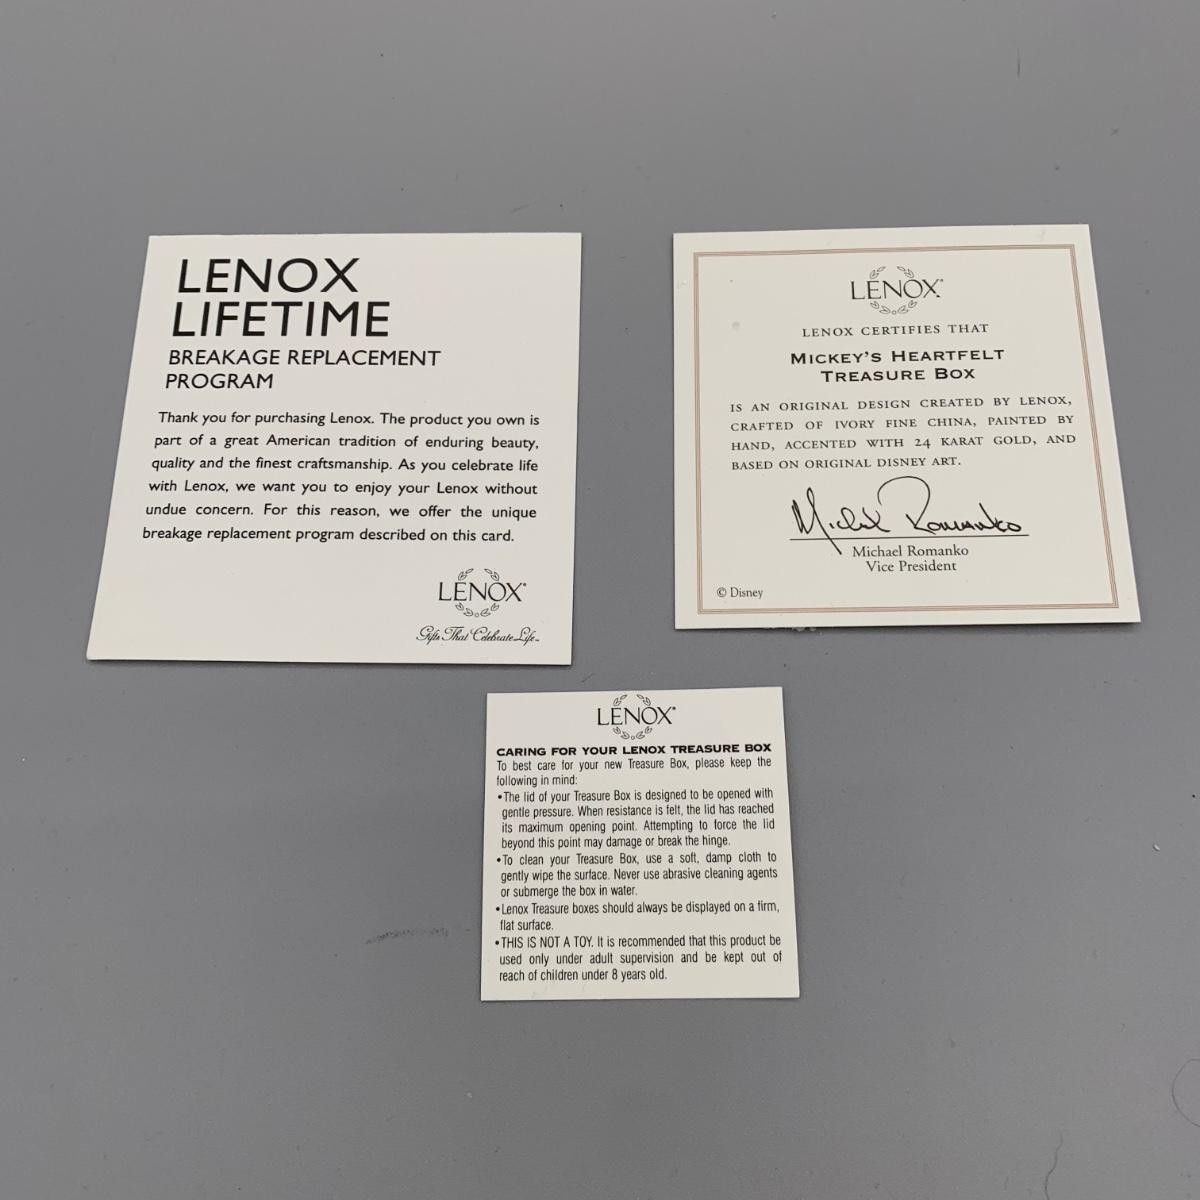 LENOX
LIFETIME
BREAKAGE REPLACEMENT
PROGRAM
Thank you for purchasing Lenox. The product you own is
part of a great American tradition of enduring beauty,
quality and the finest craftsmanship. As you celebrate life
with Lenox, we want you to enjoy your Lenox without
undue concern. For this reason, we offer the unique
breakage replacement program described on this card.
LENOX®
Gifts That Celebrate Life™
LENOX®
LENOX CERTIFIES THAT
MICKEY'S HEARTFELT
TREASURE BOX
IS AN ORIGINAL DESIGN CREATED BY LENOX,
CRAFTED OF IVORY FINE CHINA, PAINTED BY
HAND, ACCENTED WITH 24 KARAT GOLD, AND
BASED ON ORIGINAL DISNEY ART.
Michael Romanko
Michael Romanko
Vice President
© Disney
LENOX®
CARING FOR YOUR LENOX TREASURE BOX
To best care for your new Treasure Box, please keep the
following in mind:
•The lid of your Treasure Box is designed to be opened with
gentle pressure. When resistance is felt, the lid has reached
its maximum opening point. Attempting to force the lid
beyond this point may damage or break the hinge.
•To clean your Treasure Box, use a soft, damp cloth to
gently wipe the surface. Never use abrasive cleaning agents
or submerge the box in water.
•Lenox Treasure boxes should always be displayed on a firm,
flat surface.
•THIS IS NOT A TOY. It is recommended that this product be
used only under adult supervision and be kept out of
reach of children under 8 years old.